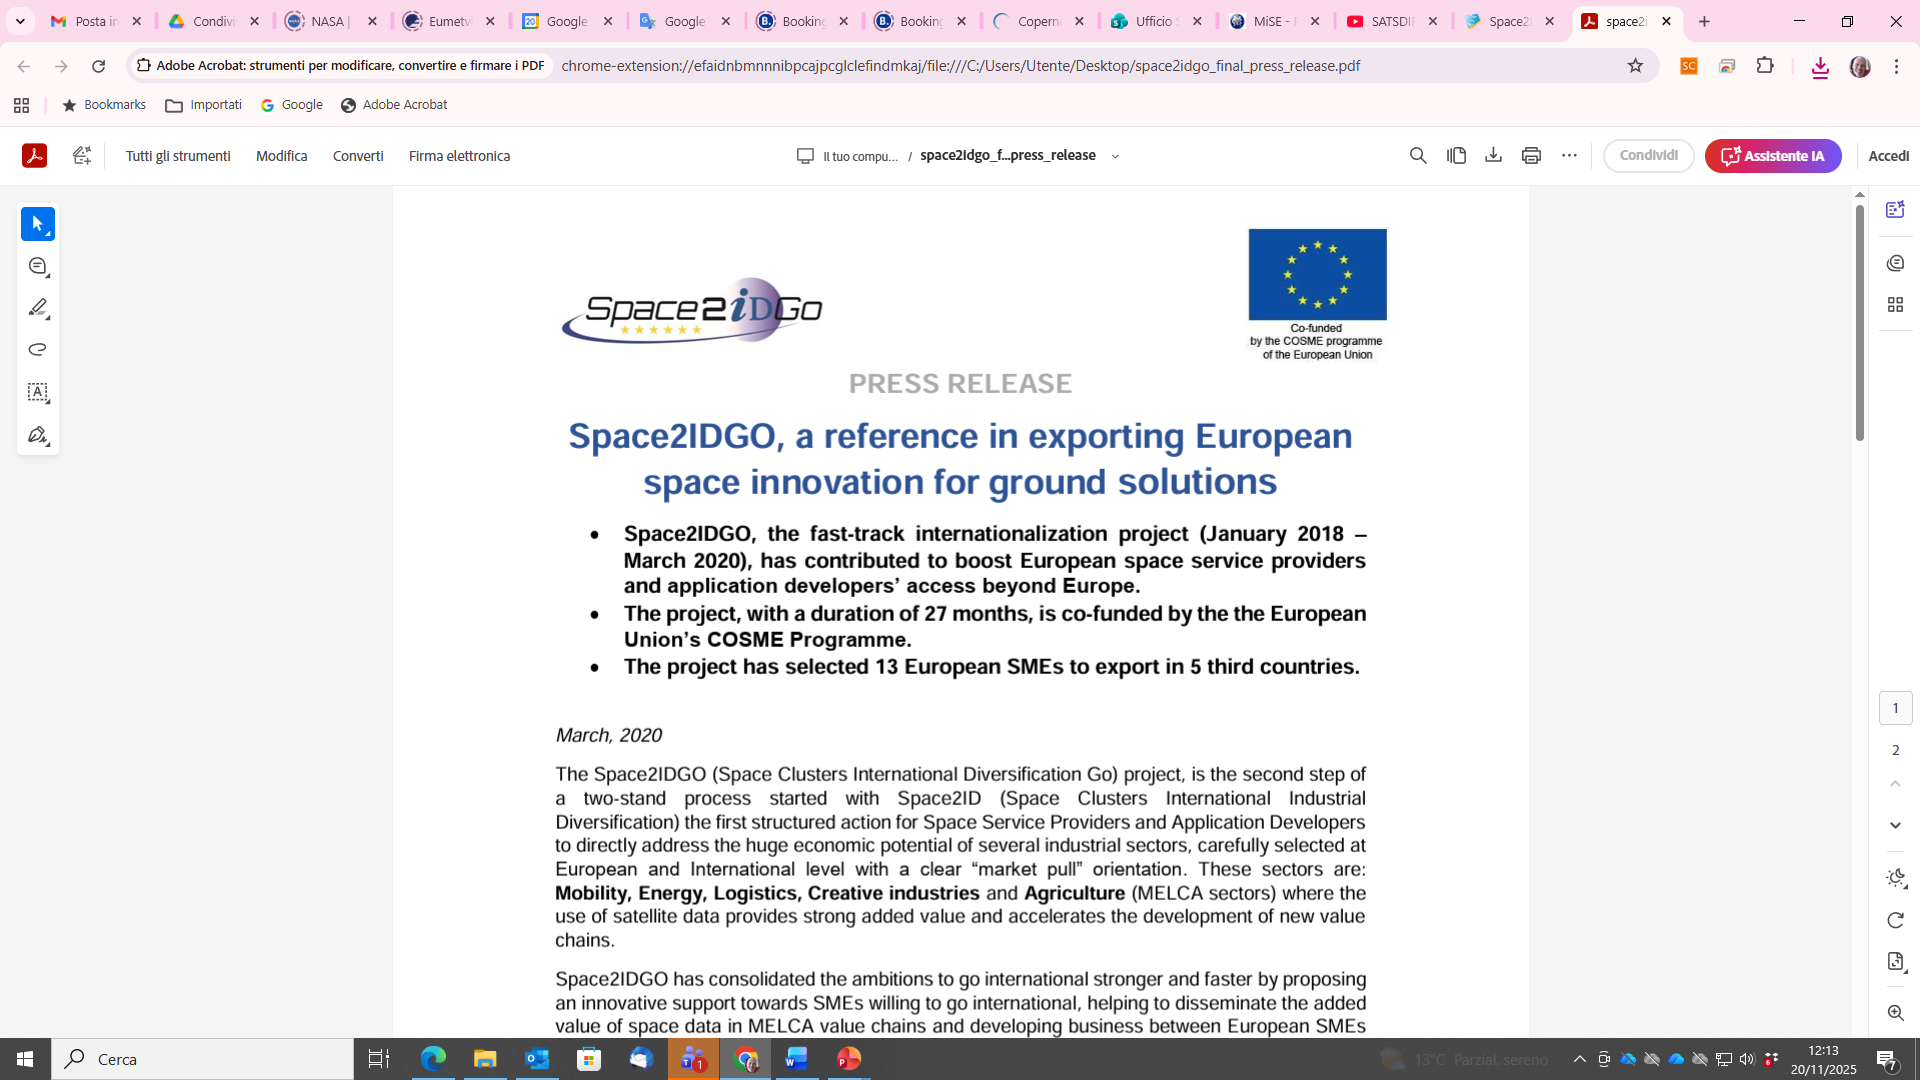 Posta in
Condivi
NASA |
Eumetv
Google
Google
Booking
Booking
Coperni
Ufficio S
MiSE - F
SATSDIF
Space2I
space2i
Adobe Acrobat: strumenti per modificare, convertire e firmare i PDF
chrome-extension://efaidnbmnnnibpcajpcglclefindmkaj/file:///C:/Users/Utente/Desktop/space2idgo_final_press_release.pdf
Bookmarks Importati Google Adobe Acrobat
Tutti gli strumenti Modifica Converti Firma elettronica
Il tuo compu... / space2idgo_f...press_release
Condividi Assistente IA Accedi
Space2iDGo
Co-funded
by the COSME programme
of the European Union
PRESS RELEASE
Space2IDGO, a reference in exporting European
space innovation for ground solutions
• Space2IDGO, the fast-track internationalization project (January 2018 –
March 2020), has contributed to boost European space service providers
and application developers’ access beyond Europe.
• The project, with a duration of 27 months, is co-funded by the the European
Union’s COSME Programme.
• The project has selected 13 European SMEs to export in 5 third countries.
March, 2020
The Space2IDGO (Space Clusters International Diversification Go) project, is the second step of
a two-stand process started with Space2ID (Space Clusters International Industrial
Diversification) the first structured action for Space Service Providers and Application Developers
to directly address the huge economic potential of several industrial sectors, carefully selected at
European and International level with a clear “market pull” orientation. These sectors are:
Mobility, Energy, Logistics, Creative industries and Agriculture (MELCA sectors) where the
use of satellite data provides strong added value and accelerates the development of new value
chains.
Space2IDGO has consolidated the ambitions to go international stronger and faster by proposing
an innovative support towards SMEs willing to go international, helping to disseminate the added
value of space data in MELCA value chains and developing business between European SMEs
1
2
Cerca
13°C Parzial. sereno
12:13
20/11/2025
7